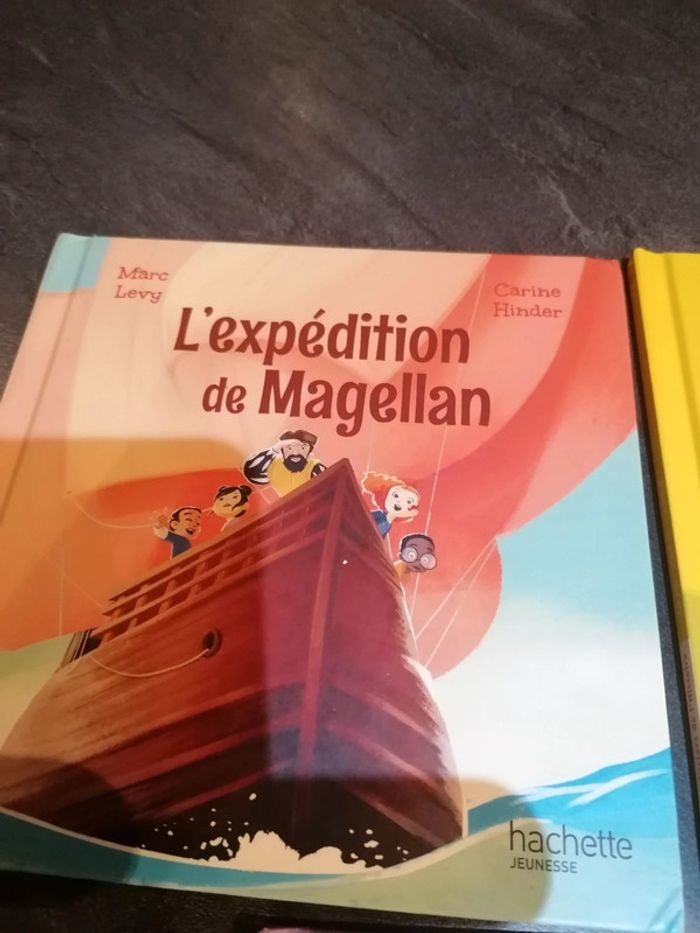 Marc
Levy
Carine
Hinder
L'expédition
de Magellan
hachette
JEUNESSE